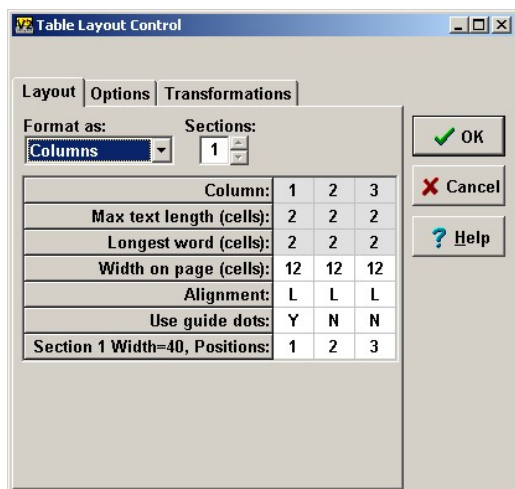 Table Layout Control
Layout Options Transformations
Format as: Sections:
Columns 1
OK
Cancel
Help
Column: 1 2 3
Max text length (cells): 2 2 2
Longest word (cells): 2 2 2
Width on page (cells): 12 12 12
Alignment: L L L
Use guide dots: Y N N
Section 1 Width=40, Positions: 1 2 3